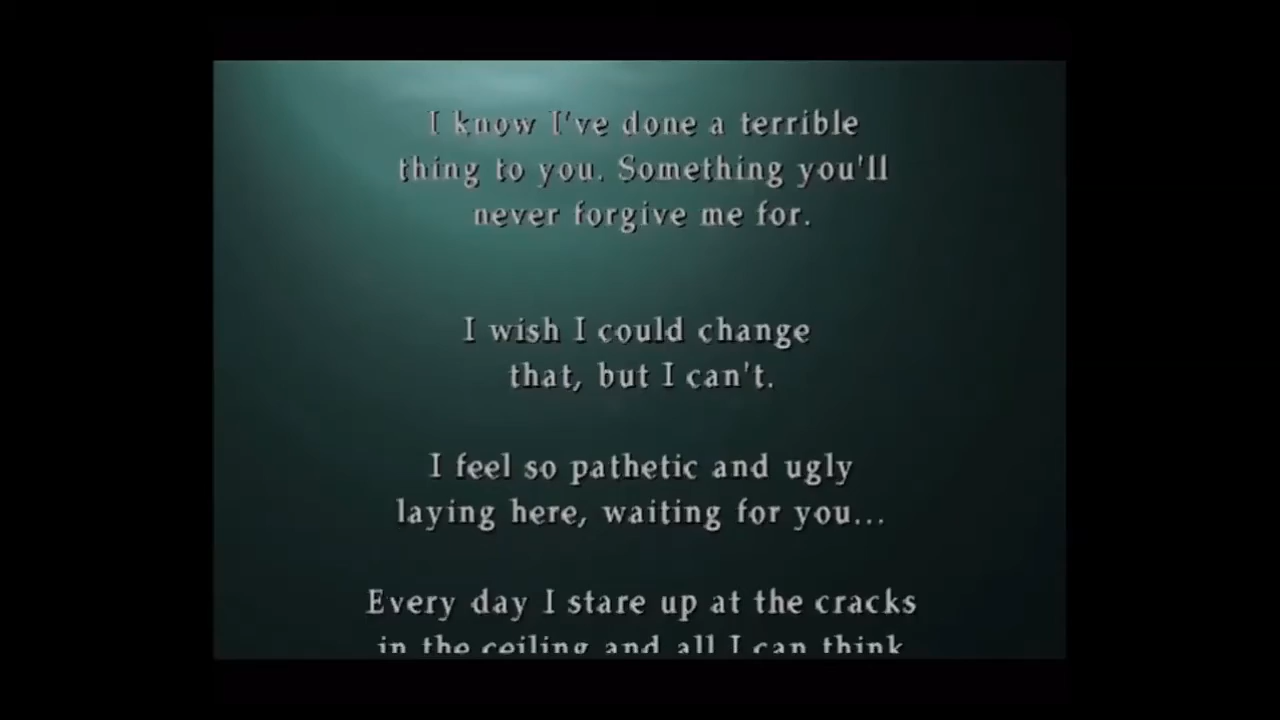 I know I've done a terrible
thing to you. Something you'll
never forgive me for.
I wish I could change
that, but I can't.
I feel so pathetic and ugly
laying here, waiting for you...
Every day I stare up at the cracks
in the ceiling and all I can think